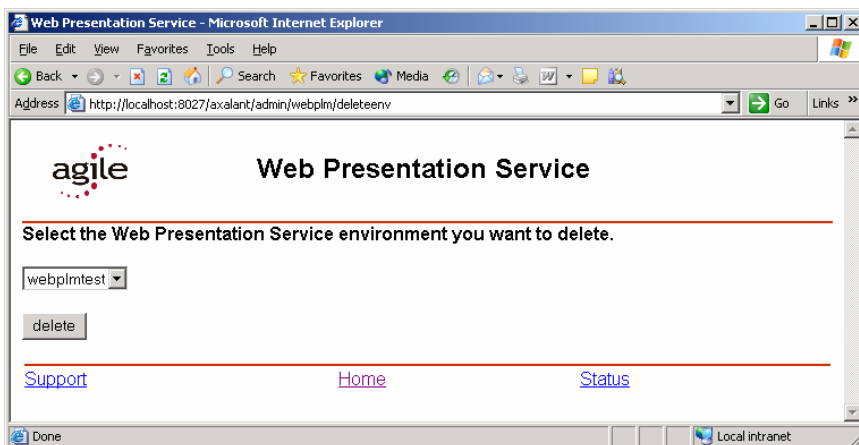 Web Presentation Service - Microsoft Internet Explorer
File Edit View Favorites Tools Help
Back Search Favorites Media
Address http://localhost:8027/axalant/admin/webplm/deleteenv Go Links »
agile Web Presentation Service
Select the Web Presentation Service environment you want to delete.
webplmtest
delete
Support Home Status
Done Local intranet